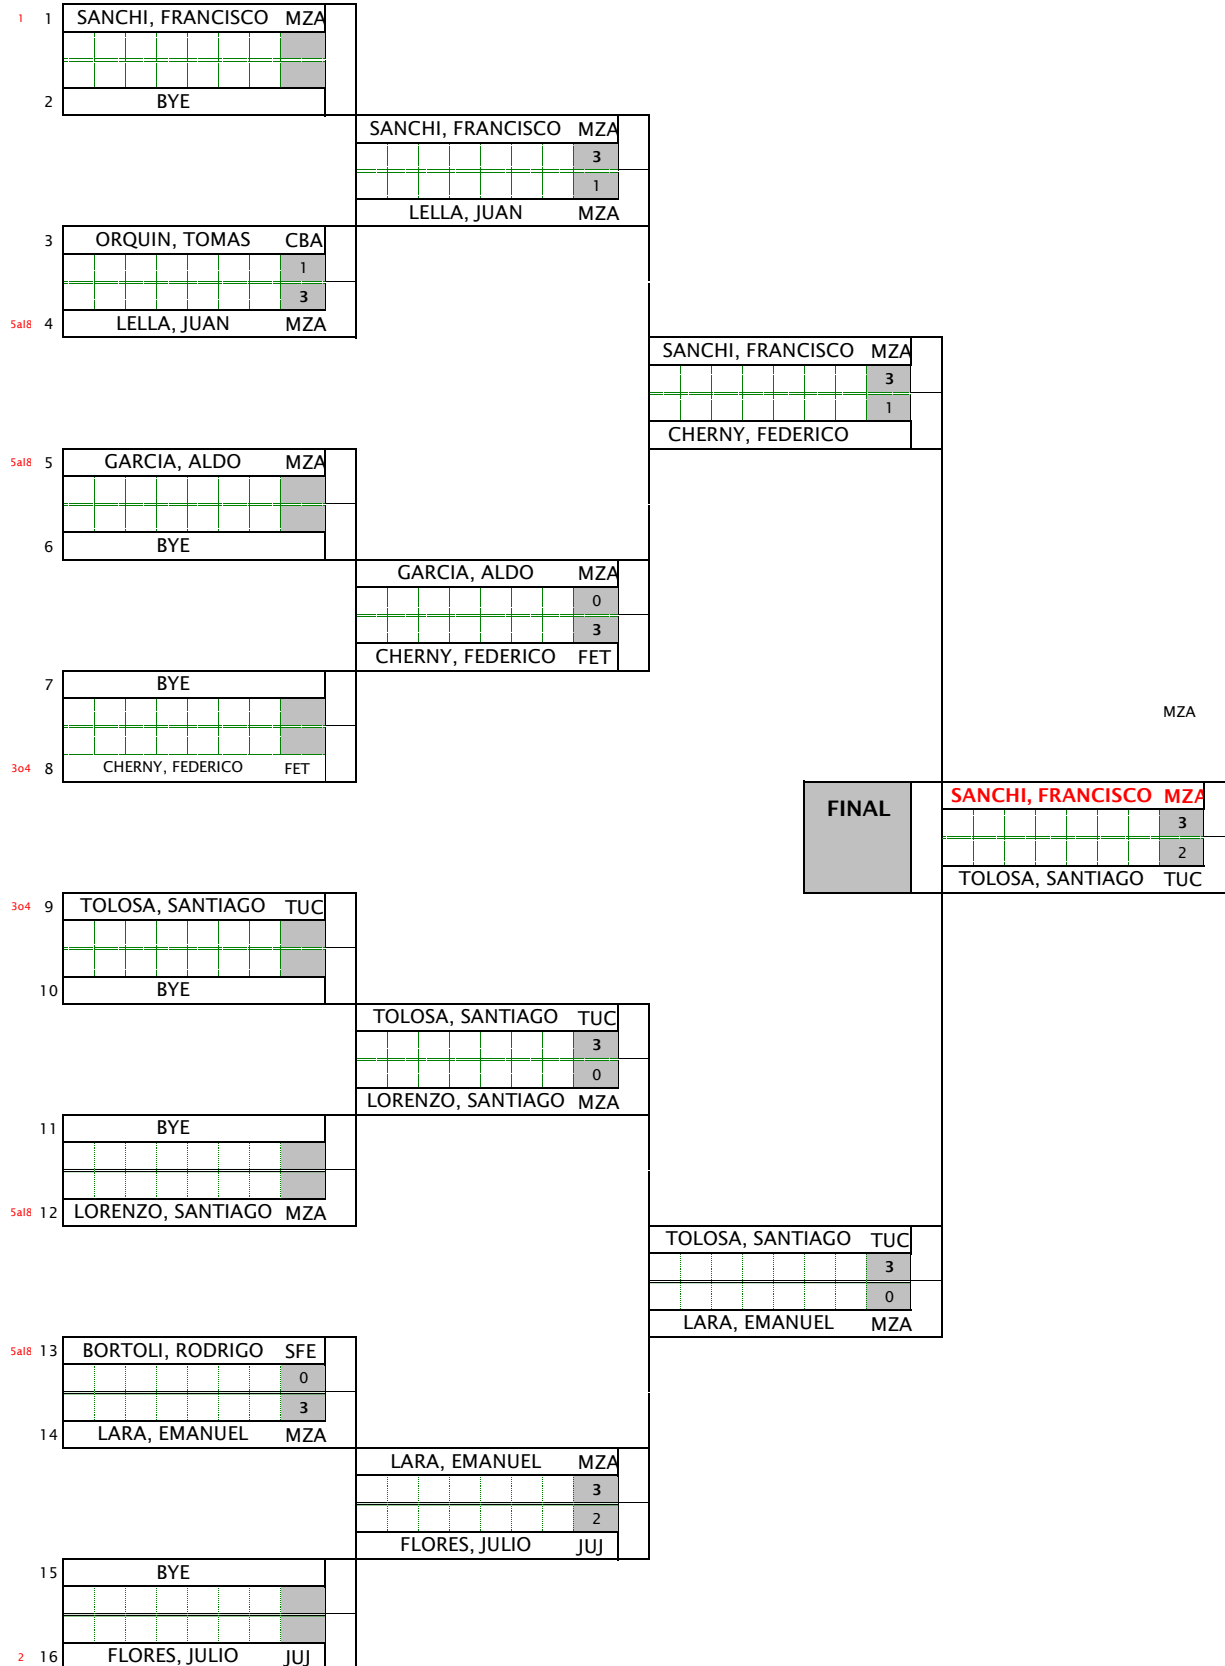 1 1 SANCHI, FRANCISCO MZA
2 BYE
SANCHI, FRANCISCO MZA
3
1
LELLA, JUAN MZA
3 ORQUIN, TOMAS CBA
1
3
5al8 4 LELLA, JUAN MZA
SANCHI, FRANCISCO MZA
3
1
CHERNY, FEDERICO
5al8 5 GARCIA, ALDO MZA
6 BYE
GARCIA, ALDO MZA
0
3
CHERNY, FEDERICO FET
7 BYE
MZA
3o4 8 CHERNY, FEDERICO FET
FINAL
SANCHI, FRANCISCO MZA
3
2
TOLOSA, SANTIAGO TUC
3o4 9 TOLOSA, SANTIAGO TUC
10 BYE
TOLOSA, SANTIAGO TUC
3
0
LORENZO, SANTIAGO MZA
11 BYE
5al8 12 LORENZO, SANTIAGO MZA
TOLOSA, SANTIAGO TUC
3
0
LARA, EMANUEL MZA
5al8 13 BORTOLI, RODRIGO SFE
0
3
14 LARA, EMANUEL MZA
LARA, EMANUEL MZA
3
2
FLORES, JULIO JUJ
15 BYE
2 16 FLORES, JULIO JUJ